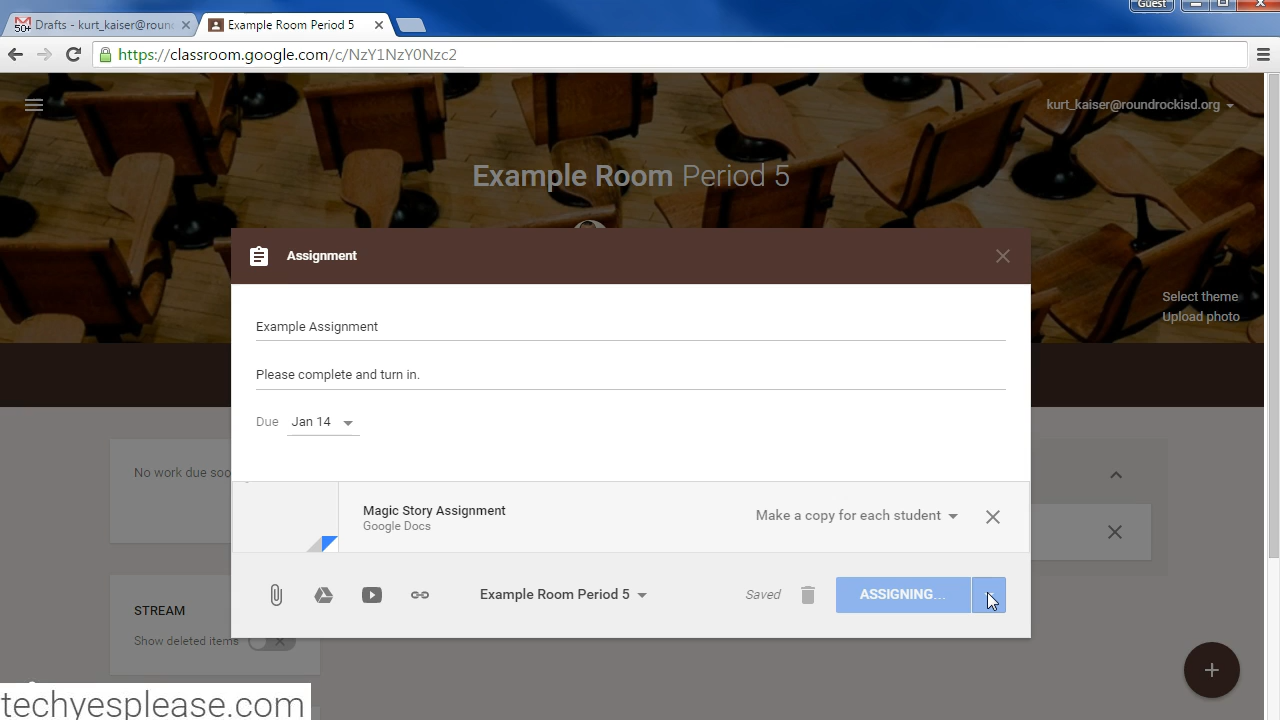 Guest
50+ Drafts - kurt_kaiser@round
Example Room Period 5
https://classroom.google.com/c/NzY1NzY0Nzc2
kurt_kaiser@roundrockisd.org
Example Room Period 5
Select theme
Upload photo
Assignment
Example Assignment
Please complete and turn in.
Due Jan 14
No work due soo
Magic Story Assignment
Google Docs
Make a copy for each student
Example Room Period 5
Saved
ASSIGNING...
STREAM
Show deleted items
techyesplease.com